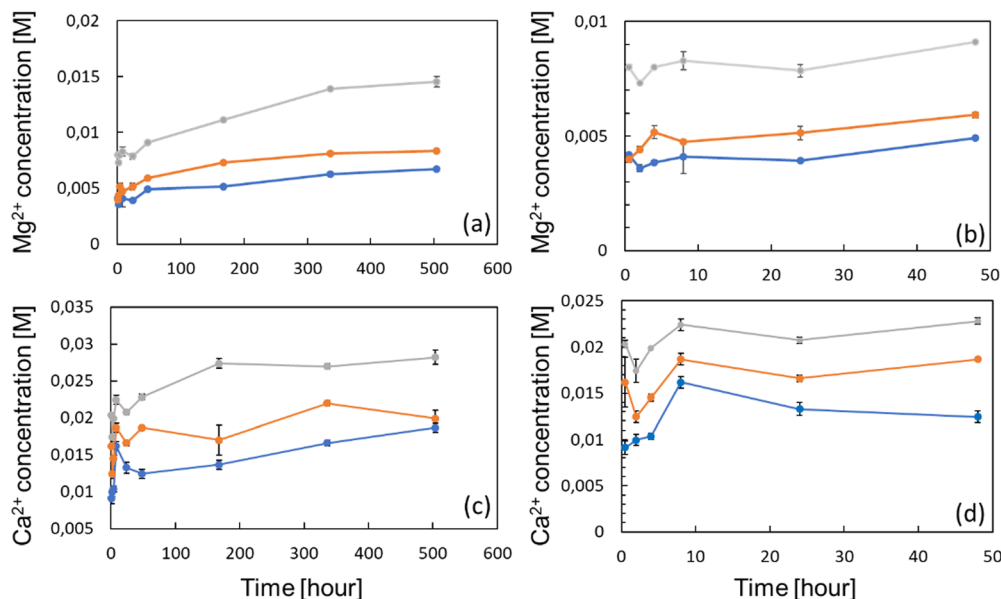 Mg²⁺ concentration [M]
0,02
0,015
0,01
0,005
0
0 100 200 300 400 500 600
(a)
Mg²⁺ concentration [M]
0,01
0,005
0
0 10 20 30 40 50
(b)
Ca²⁺ concentration [M]
0,035
0,03
0,025
0,02
0,015
0,01
0,005
0 100 200 300 400 500 600
(c)
Time [hour]
Ca²⁺ concentration [M]
0,025
0,02
0,015
0,01
0,005
0
0 10 20 30 40 50
(d)
Time [hour]